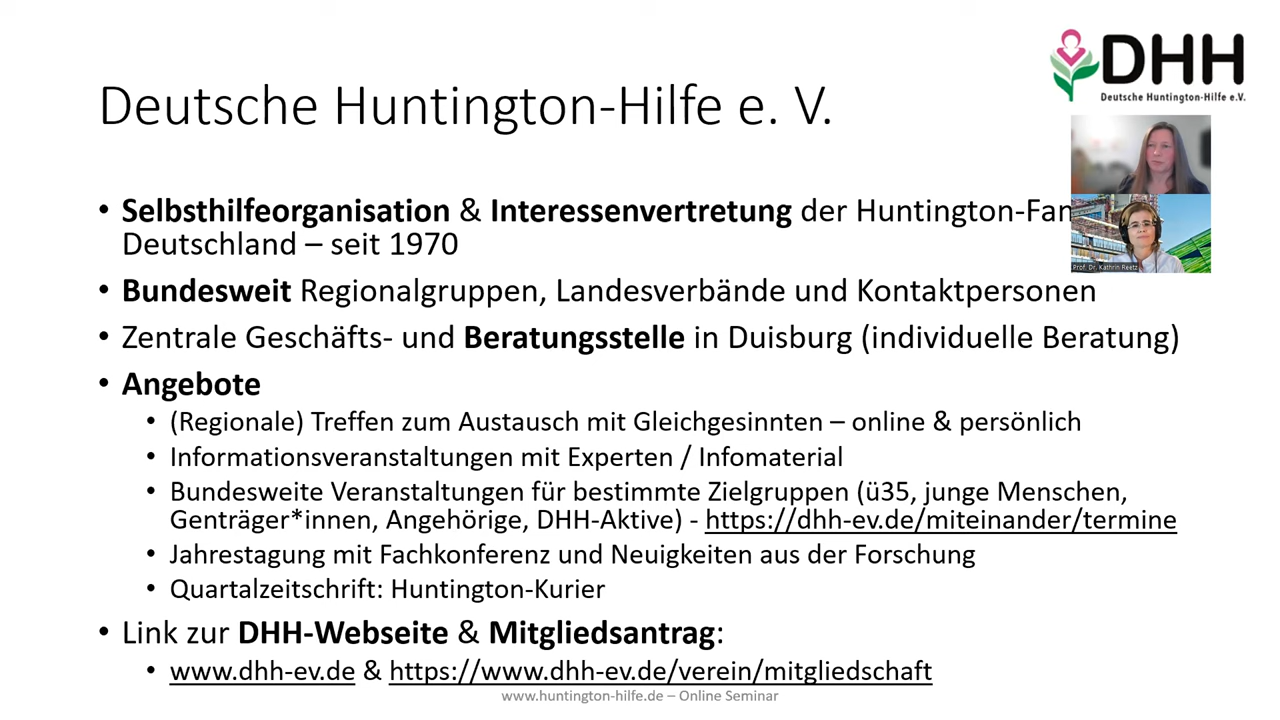 DHH
Deutsche Huntington-Hilfe e.V.
Deutsche Huntington-Hilfe e. V.
• Selbsthilfeorganisation & Interessenvertretung der Huntington-Fam
Deutschland – seit 1970
Prof. Dr. Kathrin Reetz
• Bundesweit Regionalgruppen, Landesverbände und Kontaktpersonen
• Zentrale Geschäfts- und Beratungsstelle in Duisburg (individuelle Beratung)
• Angebote
• (Regionale) Treffen zum Austausch mit Gleichgesinnten – online & persönlich
• Informationsveranstaltungen mit Experten / Infomaterial
• Bundesweite Veranstaltungen für bestimmte Zielgruppen (ü35, junge Menschen,
Genträger*innen, Angehörige, DHH-Aktive) - https://dhh-ev.de/miteinander/termine
• Jahrestagung mit Fachkonferenz und Neuigkeiten aus der Forschung
• Quartalzeitschrift: Huntington-Kurier
• Link zur DHH-Webseite & Mitgliedsantrag:
• www.dhh-ev.de & https://www.dhh-ev.de/verein/mitgliedschaft
www.huntington-hilfe.de – Online Seminar